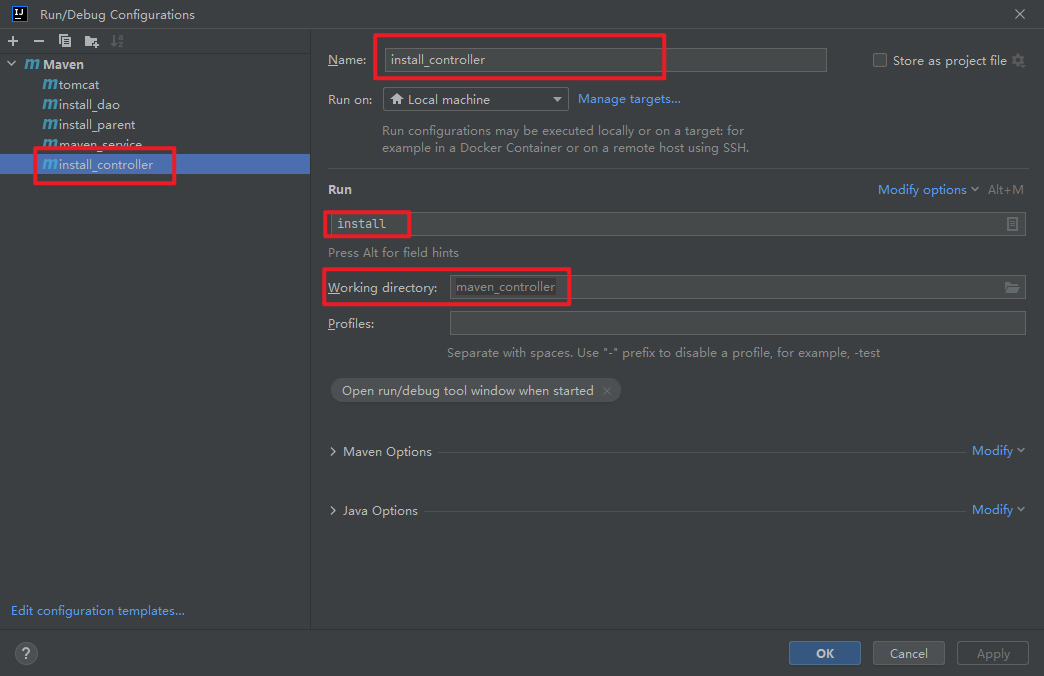 Run/Debug Configurations
Maven
tomcat
install_dao
install_parent
maven_service
install_controller
Name: install_controller
Store as project file
Run on: Local machine Manage targets...
Run configurations may be executed locally or on a target: for
example in a Docker Container or on a remote host using SSH.
Run Modify options Alt+M
install
Press Alt for field hints
Working directory: maven_controller
Profiles:
Separate with spaces. Use "-" prefix to disable a profile, for example, -test
Open run/debug tool window when started
Maven Options Modify
Java Options Modify
Edit configuration templates...
? OK Cancel Apply